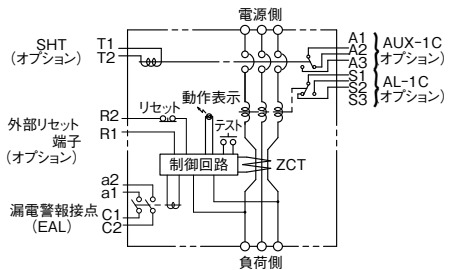 電源側
SHT
(オプション)
T1
T2
A1
A2
A3
AUX-1C
(オプション)
S1
S2
S3
AL-1C
(オプション)
動作表示
リセット
テスト
外部リセット
端子
(オプション)
R2
R1
制御回路
ZCT
漏電警報接点
(EAL)
a2
a1
C1
C2
負荷側